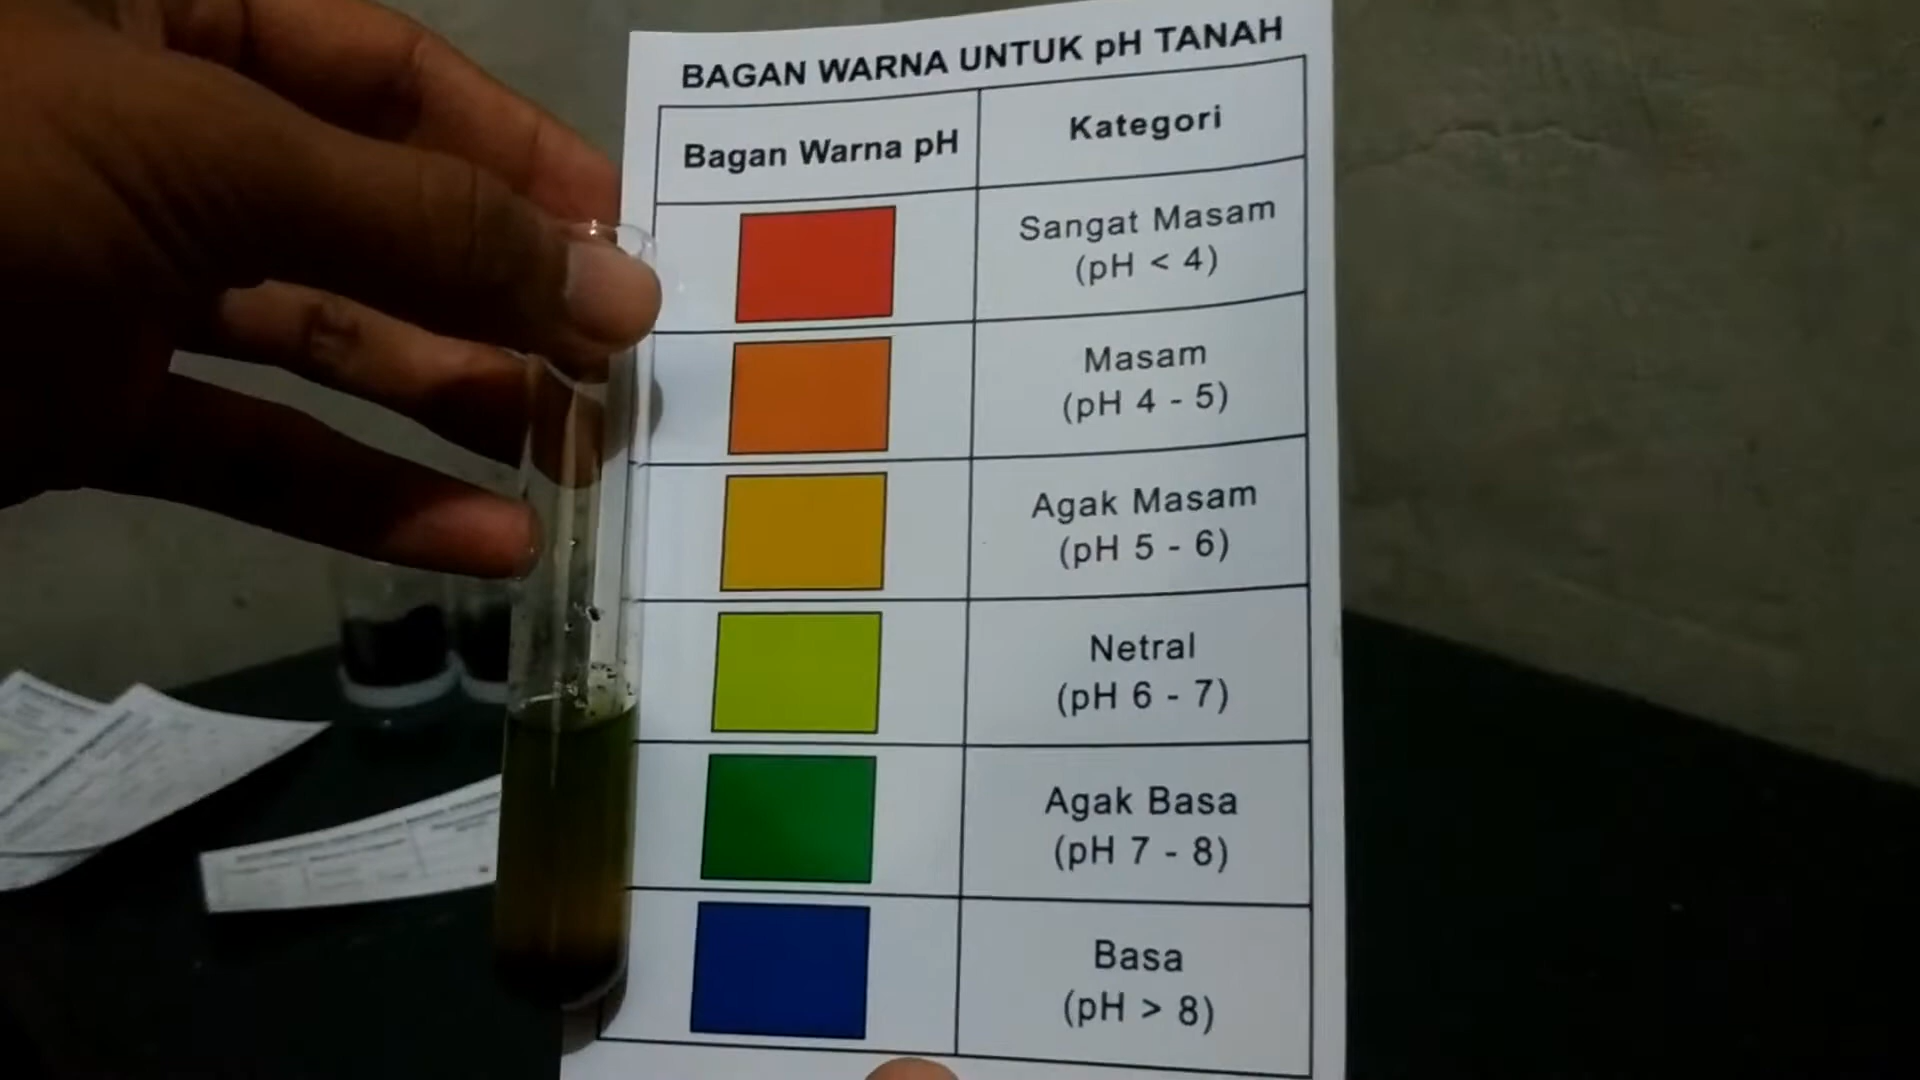 BAGAN WARNA UNTUK pH TANAH
Bagan Warna pH
Kategori
Sangat Masam
(pH < 4)
Masam
(pH 4 - 5)
Agak Masam
(pH 5 - 6)
Netral
(pH 6 - 7)
Agak Basa
(pH 7 - 8)
Basa
(pH > 8)